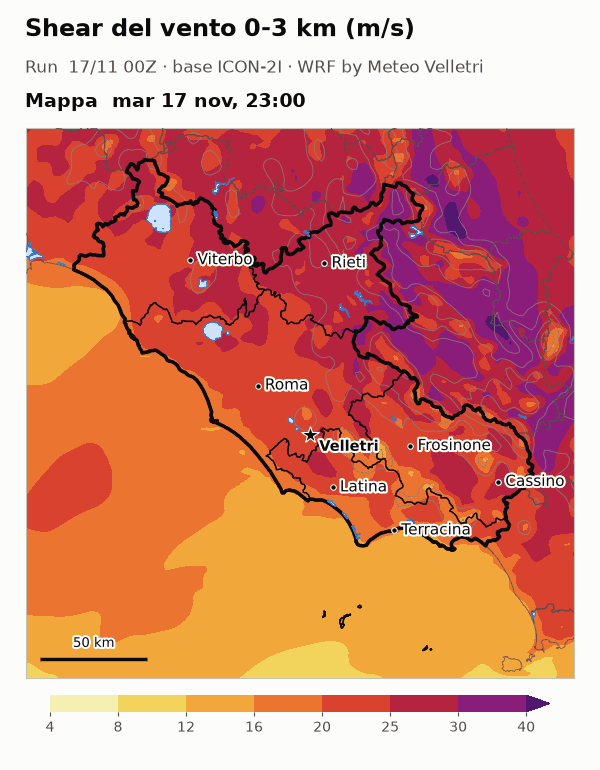 Shear del vento 0-3 km (m/s)
Run  17/11 00Z · base ICON-2I · WRF by Meteo Velletri
Mappa  mar 17 nov, 23:00
Viterbo
Rieti
Roma
Velletri
Frosinone
Latina
Cassino
Terracina
50 km
4 8 12 16 20 25 30 40